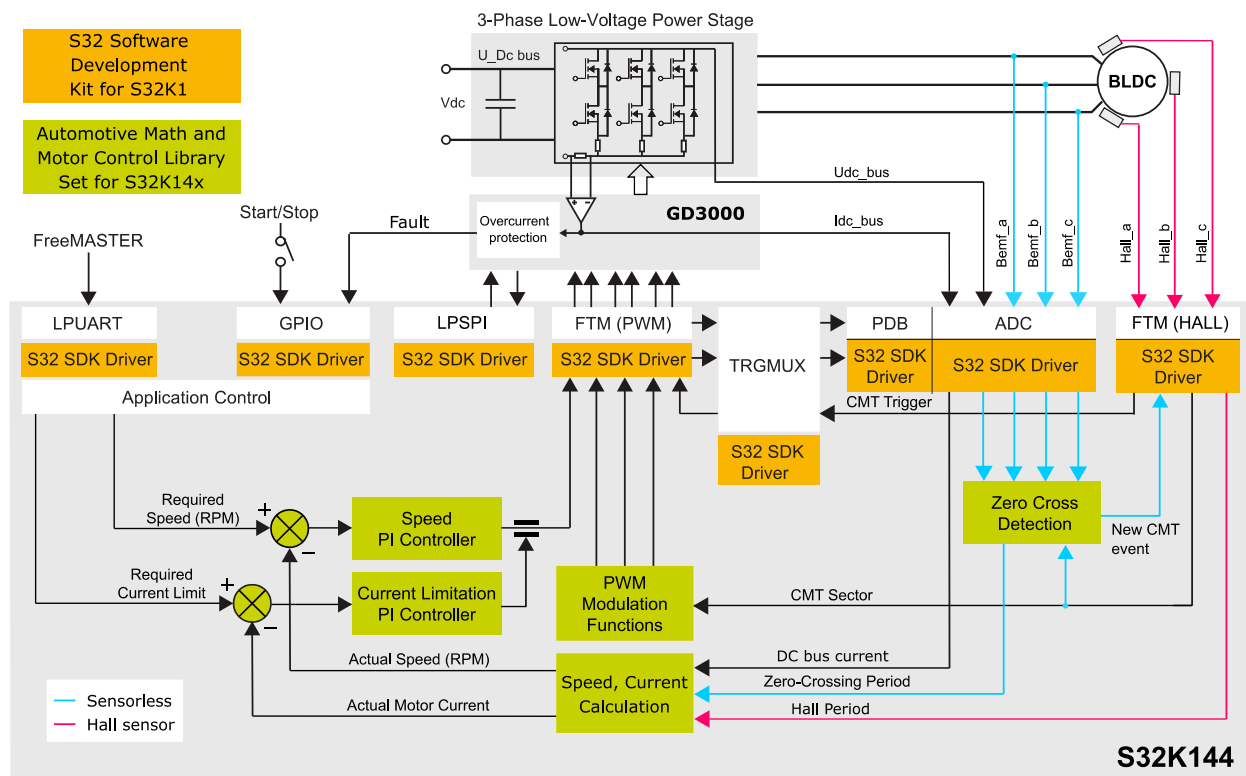 3-Phase Low-Voltage Power Stage
S32 Software
Development
Kit for S32K1
Automotive Math and
Motor Control Library
Set for S32K14x
U_Dc bus
Vdc
BLDC
Udc_bus
Idc_bus
Bemf_a
Bemf_b
Bemf_c
Hall_a
Hall_b
Hall_c
GD3000
Overcurrent
protection
+ -
Start/Stop
Fault
FreeMASTER
LPUART
S32 SDK Driver
GPIO
S32 SDK Driver
LPSPI
S32 SDK Driver
FTM (PWM)
S32 SDK Driver
TRGMUX
S32 SDK
Driver
PDB
S32 SDK
Driver
ADC
S32 SDK Driver
FTM (HALL)
S32 SDK
Driver
Application Control
CMT Trigger
Required
Speed (RPM)
+
−
Speed
PI Controller
Required
Current Limit
+
−
Current Limitation
PI Controller
PWM
Modulation
Functions
Zero Cross
Detection
New CMT
event
CMT Sector
Actual Speed (RPM)
Actual Motor Current
Speed, Current
Calculation
DC bus current
Zero-Crossing Period
Hall Period
Sensorless
Hall sensor
S32K144